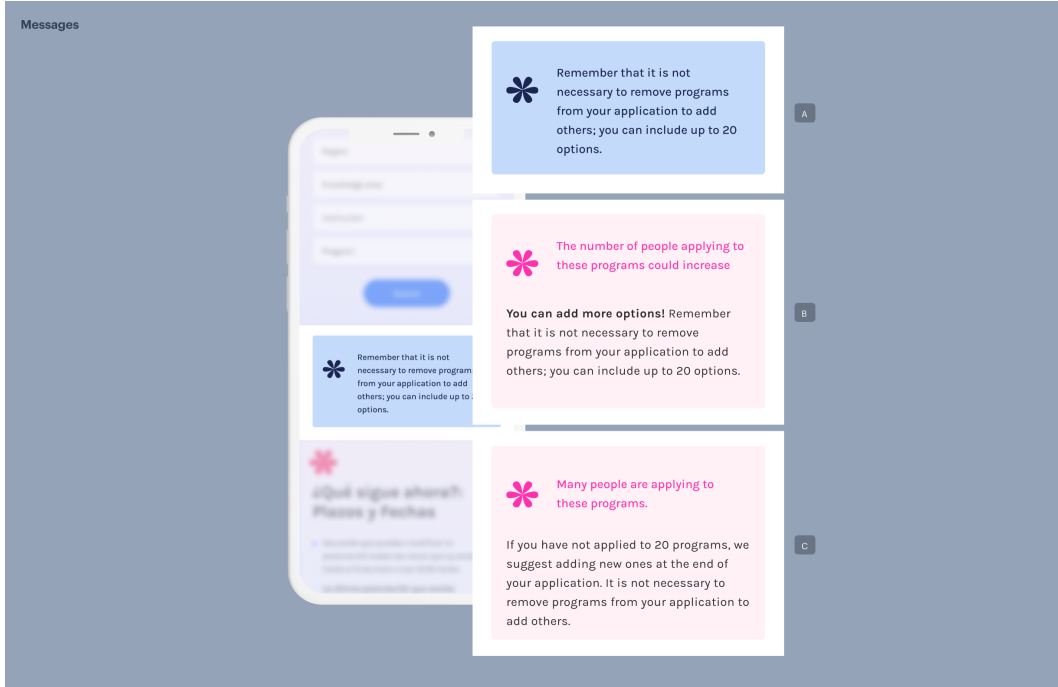 Messages
Remember that it is not
necessary to remove programs
from your application to add
others; you can include up to 20
options.
A
The number of people applying to
these programs could increase
You can add more options! Remember
that it is not necessary to remove
programs from your application to add
others; you can include up to 20 options.
B
Many people are applying to
these programs.
If you have not applied to 20 programs, we
suggest adding new ones at the end of
your application. It is not necessary to
remove programs from your application to
add others.
C
Region
Knowledge area
Institution
Program
Search
Remember that it is not
necessary to remove program
from your application to add
others; you can include up to
options.
¿Qué sigue ahora?:
Plazos y Fechas